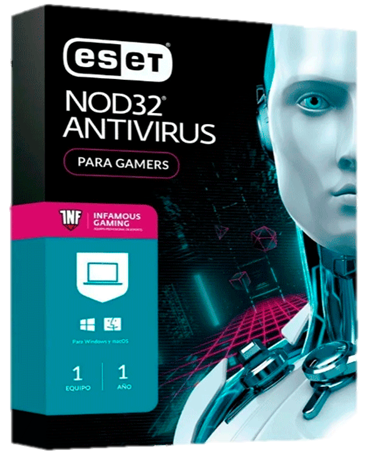 eseT
NOD32®
ANTIVIRUS
PARA GAMERS
INF
INFAMOUS
GAMING
Para Windows o macOS
1
EQUIPO
1
AÑO